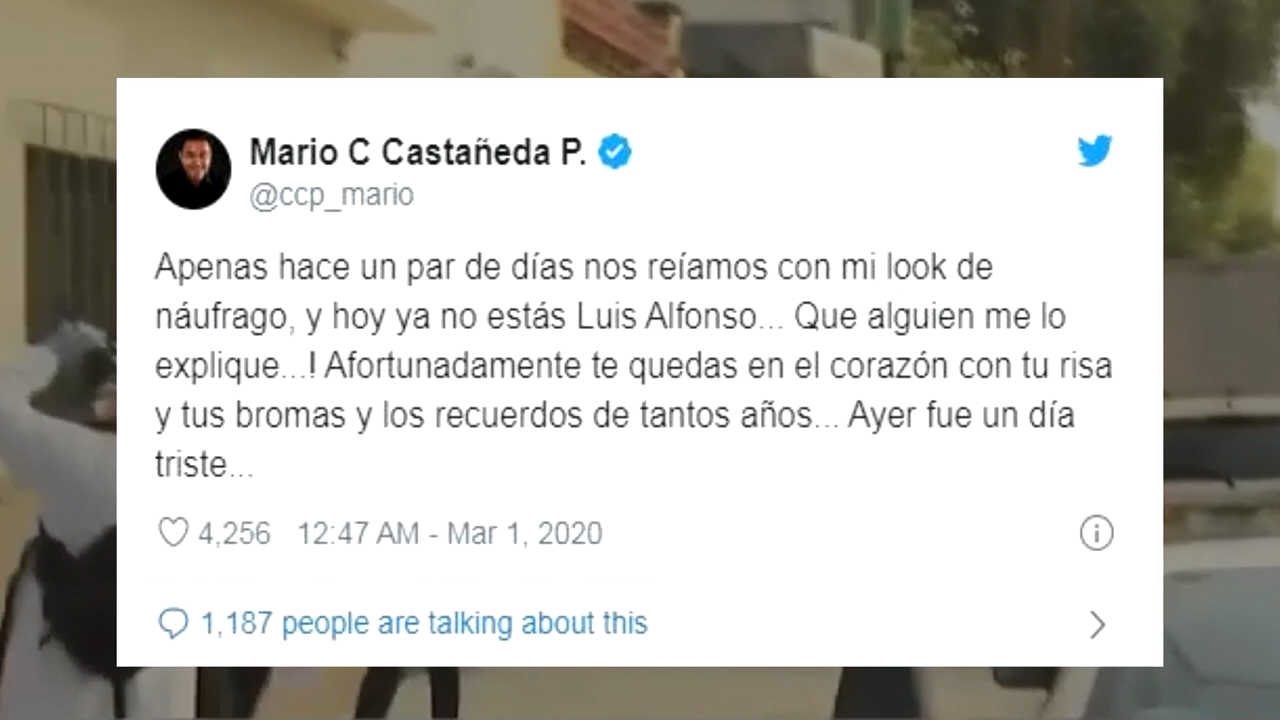 Mario C Castañeda P.
@ccp_mario
Apenas hace un par de días nos reíamos con mi look de
náufrago, y hoy ya no estás Luis Alfonso... Que alguien me lo
explique...! Afortunadamente te quedas en el corazón con tu risa
y tus bromas y los recuerdos de tantos años... Ayer fue un día
triste...
4,256 12:47 AM - Mar 1, 2020
1,187 people are talking about this